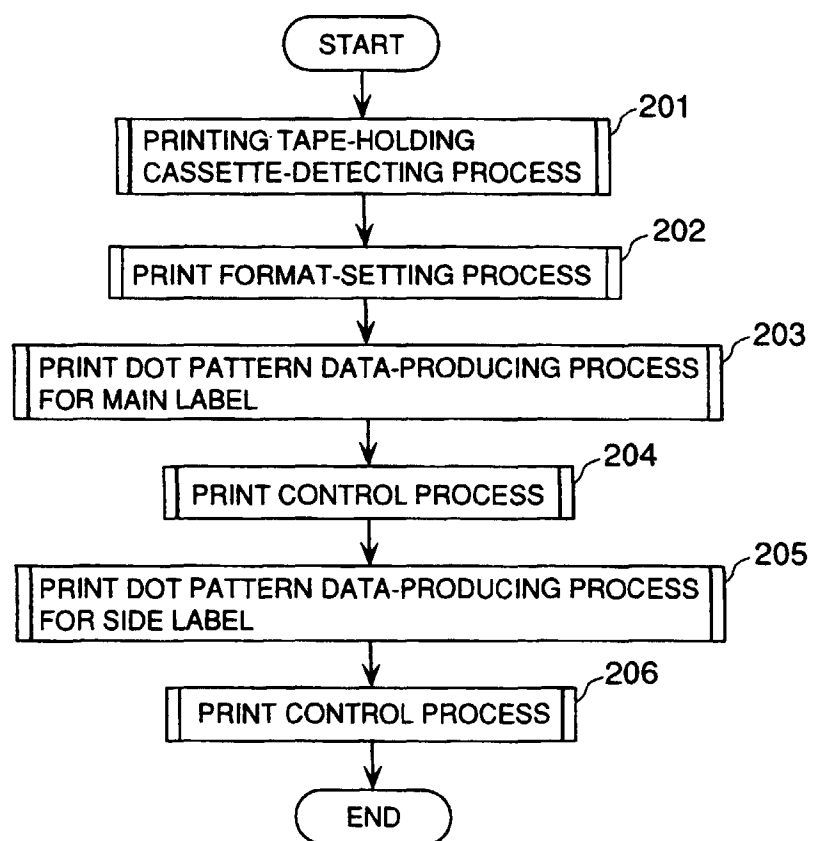 START
201
PRINTING TAPE-HOLDING
CASSETTE-DETECTING PROCESS
202
PRINT FORMAT-SETTING PROCESS
203
PRINT DOT PATTERN DATA-PRODUCING PROCESS
FOR MAIN LABEL
204
PRINT CONTROL PROCESS
205
PRINT DOT PATTERN DATA-PRODUCING PROCESS
FOR SIDE LABEL
206
PRINT CONTROL PROCESS
END